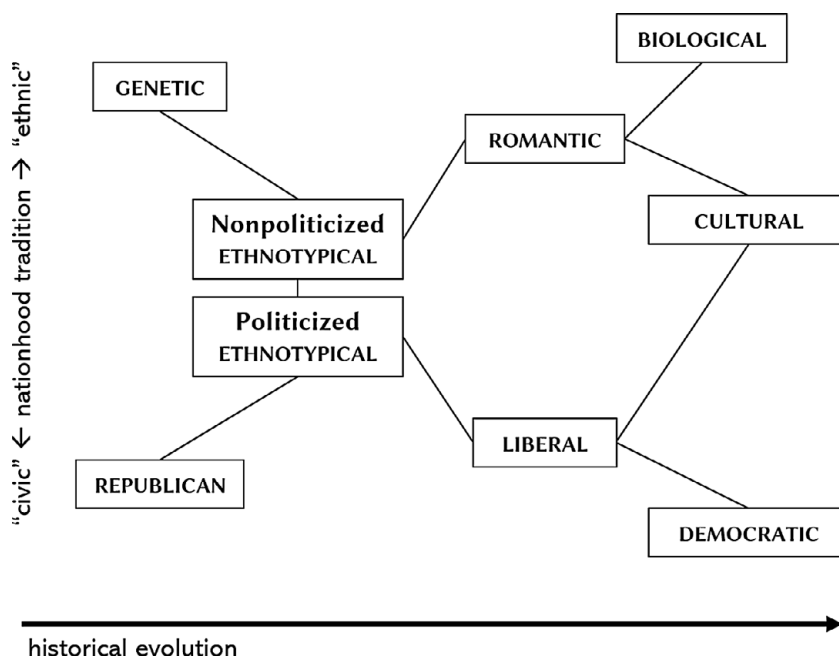 BIOLOGICAL
GENETIC
ROMANTIC
Nonpoliticized
ETHNOTYPICAL
CULTURAL
Politicized
ETHNOTYPICAL
LIBERAL
REPUBLICAN
DEMOCRATIC
“civic” ← nationhood tradition → “ethnic”
historical evolution